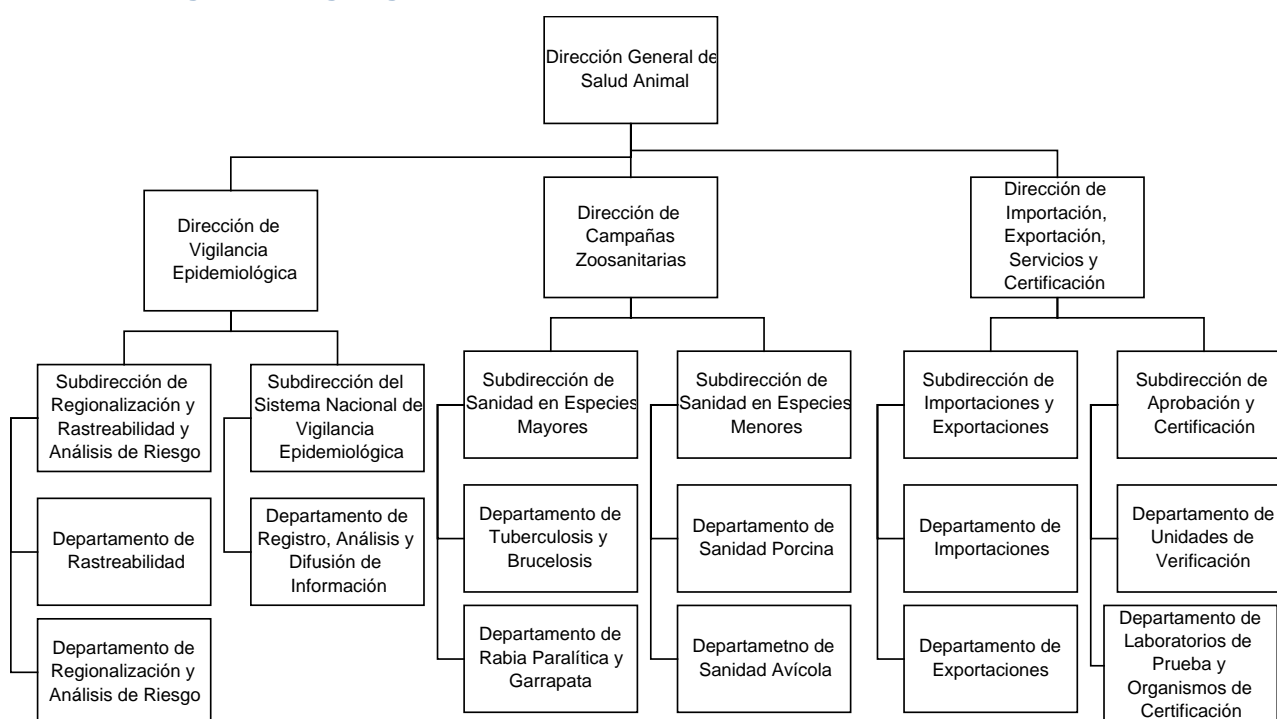 Dirección General de
Salud Animal
Dirección de
Vigilancia
Epidemiológica
Dirección de
Campañas
Zoosanitarias
Dirección de
Importación,
Exportación,
Servicios y
Certificación
Subdirección de
Regionalización y
Rastreabilidad y
Análisis de Riesgo
Subdirección del
Sistema Nacional de
Vigilancia
Epidemiológica
Subdirección de
Sanidad en Especies
Mayores
Subdirección de
Sanidad en Especies
Menores
Subdirección de
Importaciones y
Exportaciones
Subdirección de
Aprobación y
Certificación
Departamento de
Rastreabilidad
Departamento de
Registro, Análisis y
Difusión de
Información
Departamento de
Tuberculosis y
Brucelosis
Departamento de
Sanidad Porcina
Departamento de
Importaciones
Departamento de
Unidades de
Verificación
Departamento de
Regionalización y
Análisis de Riesgo
Departamento de
Rabia Paralítica y
Garrapata
Departametno de
Sanidad Avícola
Departamento de
Exportaciones
Departamento de
Laboratorios de
Prueba y
Organismos de
Certificación